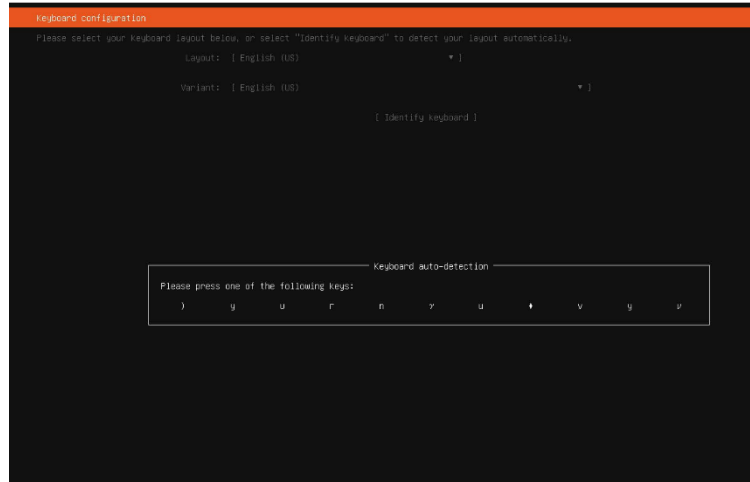 Keyboard configuration
Please select your keyboard layout below, or select "Identify keyboard" to detect your layout automatically.
Layout: [ English (US) ▾ ]
Variant: [ English (US) ▾ ]
[ Identify keyboard ]
Keyboard auto-detection
Please press one of the following keys:
) y u r n γ u ♦ v y ν